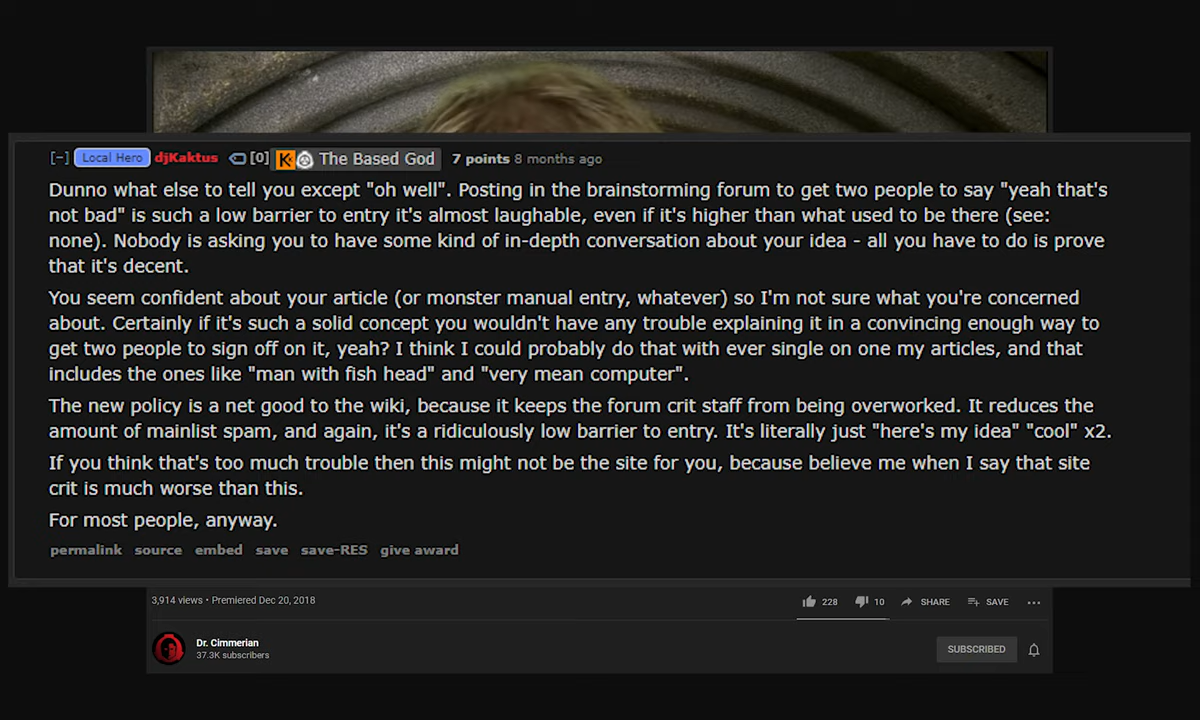 [-] Local Hero djKaktus [0] K The Based God 7 points 8 months ago
Dunno what else to tell you except "oh well". Posting in the brainstorming forum to get two people to say "yeah that's
not bad" is such a low barrier to entry it's almost laughable, even if it's higher than what used to be there (see:
none). Nobody is asking you to have some kind of in-depth conversation about your idea - all you have to do is prove
that it's decent.
You seem confident about your article (or monster manual entry, whatever) so I'm not sure what you're concerned
about. Certainly if it's such a solid concept you wouldn't have any trouble explaining it in a convincing enough way to
get two people to sign off on it, yeah? I think I could probably do that with ever single on one my articles, and that
includes the ones like "man with fish head" and "very mean computer".
The new policy is a net good to the wiki, because it keeps the forum crit staff from being overworked. It reduces the
amount of mainlist spam, and again, it's a ridiculously low barrier to entry. It's literally just "here's my idea" "cool" x2.
If you think that's too much trouble then this might not be the site for you, because believe me when I say that site
crit is much worse than this.
For most people, anyway.
permalink source embed save save-RES give award
3,914 views • Premiered Dec 20, 2018 228 10 SHARE SAVE ...
Dr. Cimmerian
37.3K subscribers
SUBSCRIBED